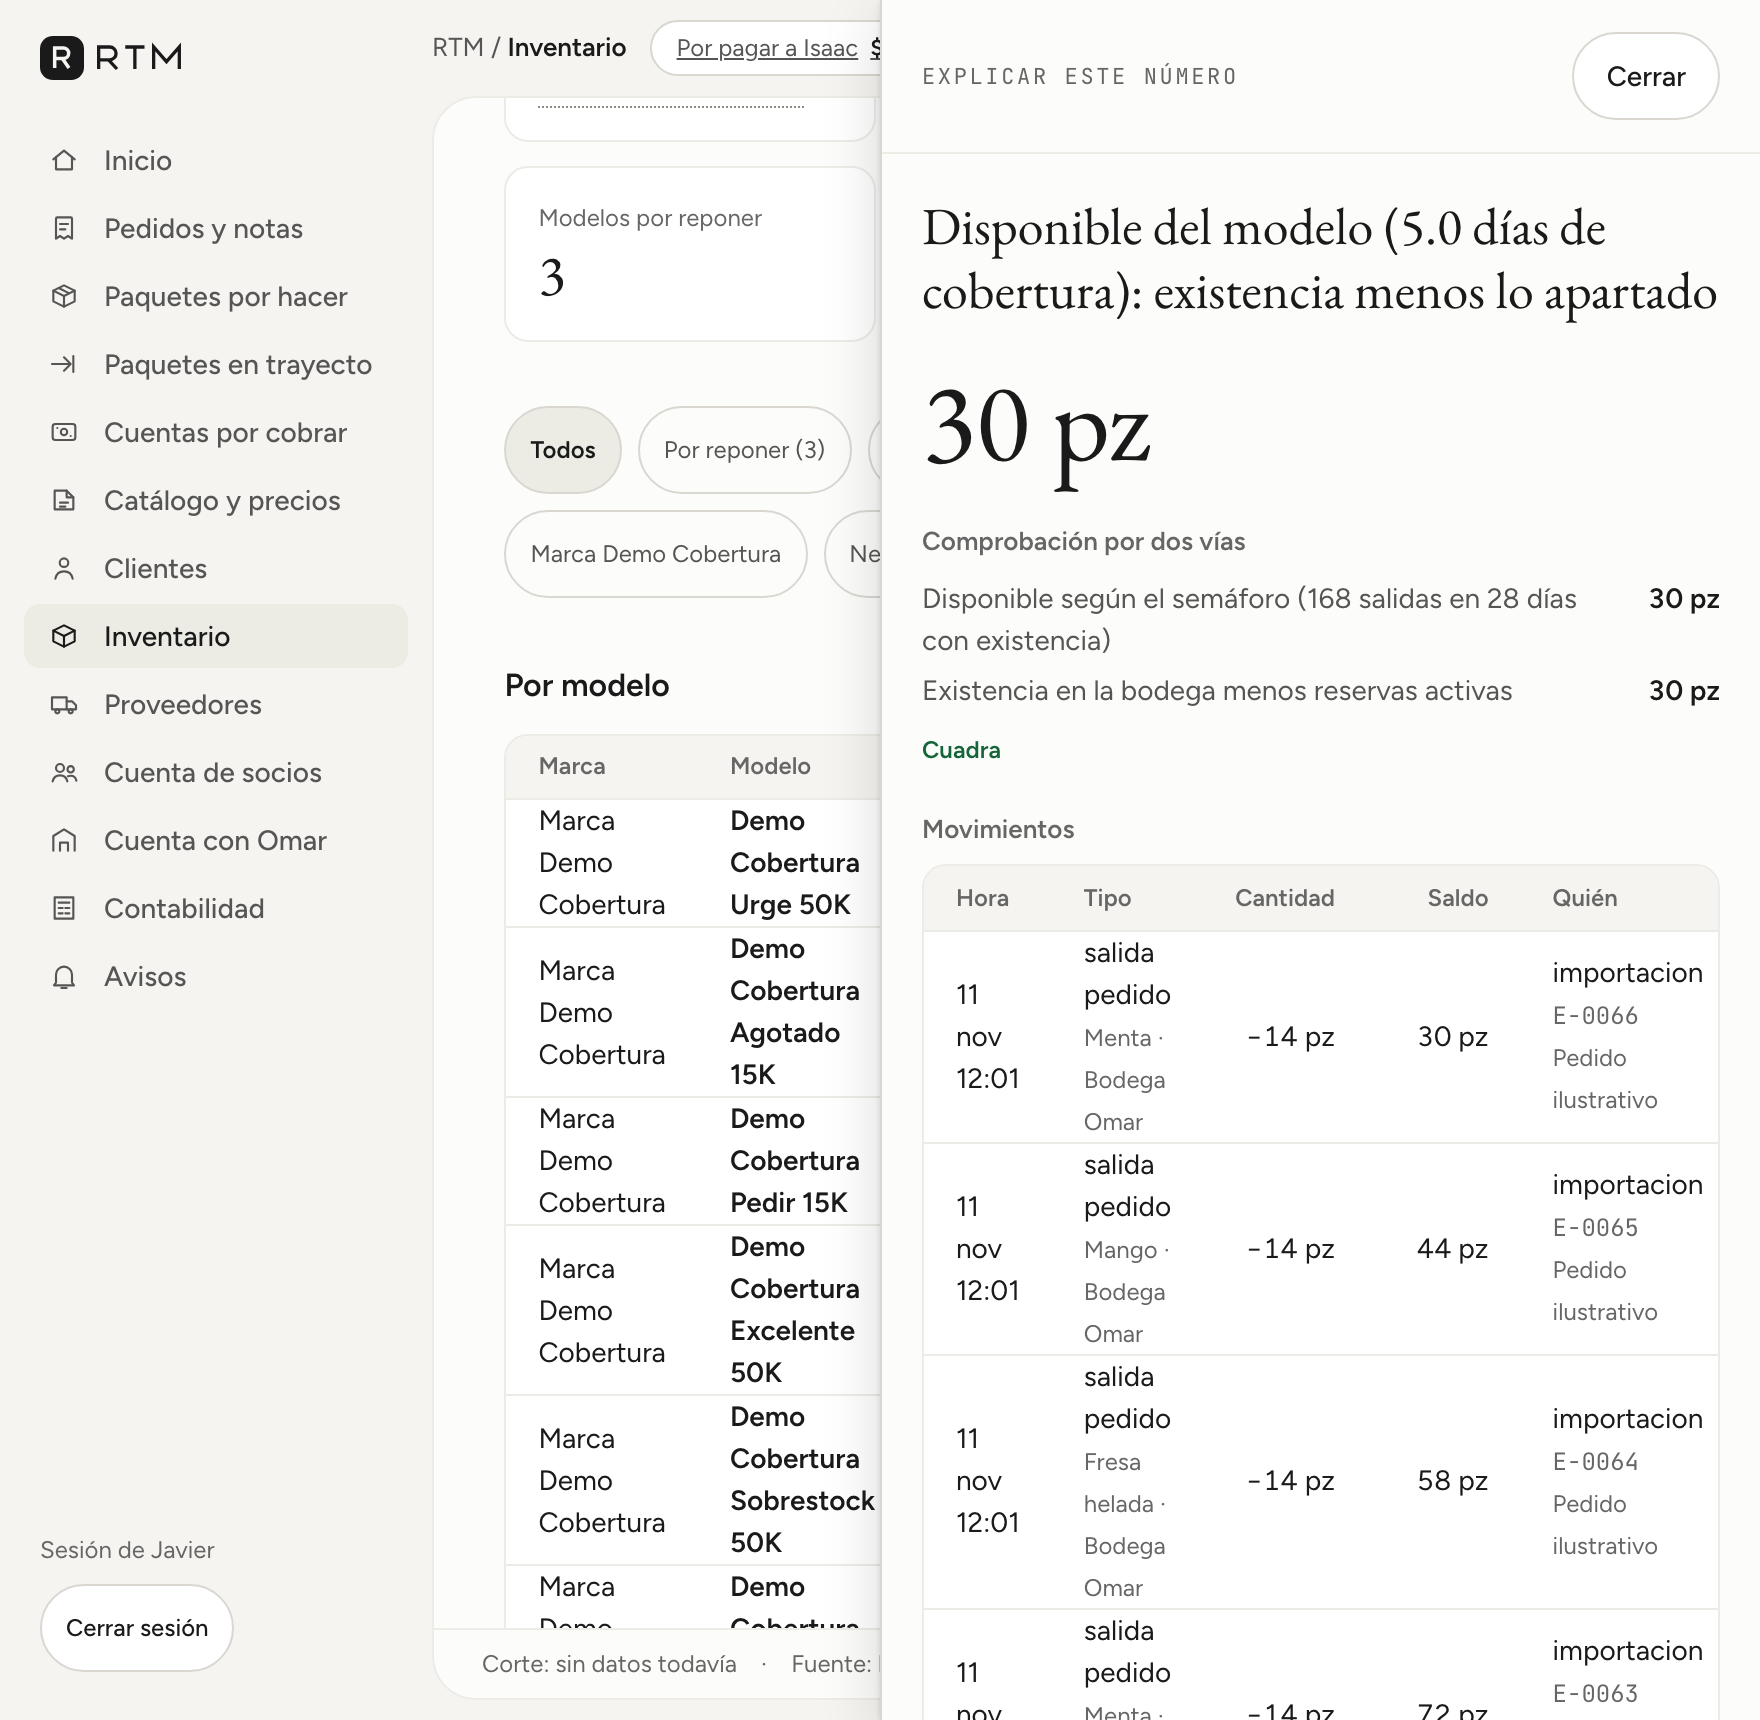 R RTM
Inicio
Pedidos y notas
Paquetes por hacer
Paquetes en trayecto
Cuentas por cobrar
Catálogo y precios
Clientes
Inventario
Proveedores
Cuenta de socios
Cuenta con Omar
Contabilidad
Avisos
Sesión de Javier
Cerrar sesión
RTM / Inventario
Por pagar a Isaac $
Modelos por reponer
3
Todos
Por reponer (3)
Marca Demo Cobertura
Ne
Por modelo
Marca Modelo
Marca
Demo
Cobertura
Demo
Cobertura
Urge 50K
Marca
Demo
Cobertura
Demo
Cobertura
Agotado
15K
Marca
Demo
Cobertura
Demo
Cobertura
Pedir 15K
Marca
Demo
Cobertura
Demo
Cobertura
Excelente
50K
Marca
Demo
Cobertura
Demo
Cobertura
Sobrestock
50K
Marca
Demo
Demo
Cobertura
Corte: sin datos todavía · Fuente:
EXPLICAR ESTE NÚMERO
Cerrar
Disponible del modelo (5.0 días de
cobertura): existencia menos lo apartado
30 pz
Comprobación por dos vías
Disponible según el semáforo (168 salidas en 28 días
con existencia)
30 pz
Existencia en la bodega menos reservas activas 30 pz
Cuadra
Movimientos
Hora Tipo Cantidad Saldo Quién
11
nov
12:01
salida
pedido
Menta ·
Bodega
Omar
-14 pz
30 pz
importacion
E-0066
Pedido
ilustrativo
11
nov
12:01
salida
pedido
Mango ·
Bodega
Omar
-14 pz
44 pz
importacion
E-0065
Pedido
ilustrativo
11
nov
12:01
salida
pedido
Fresa
helada ·
Bodega
Omar
-14 pz
58 pz
importacion
E-0064
Pedido
ilustrativo
11
nov
salida
pedido
Menta ·
-14 pz
72 pz
importacion
E-0063